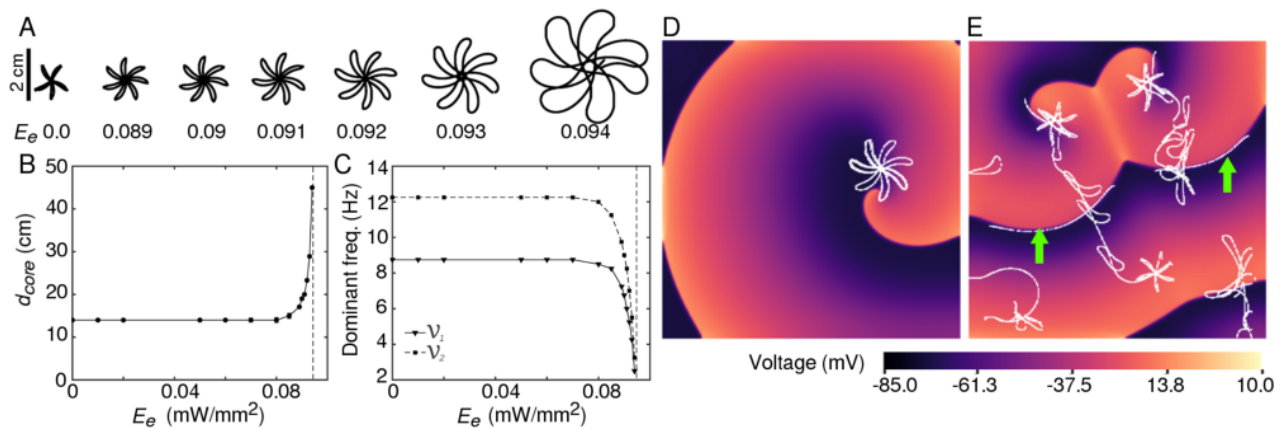 A
D
E
2 cm
E_e 0.0 0.089 0.09 0.091 0.092 0.093 0.094
B
C
50
40
30
20
10
0
d_core (cm)
0 0.04 0.08
E_e (mW/mm²)
12
10
8
6
4
2
Dominant freq. (Hz)
ν_1
ν_2
0 0.04 0.08
E_e (mW/mm²)
Voltage (mV)
-85.0 -61.3 -37.5 13.8 10.0